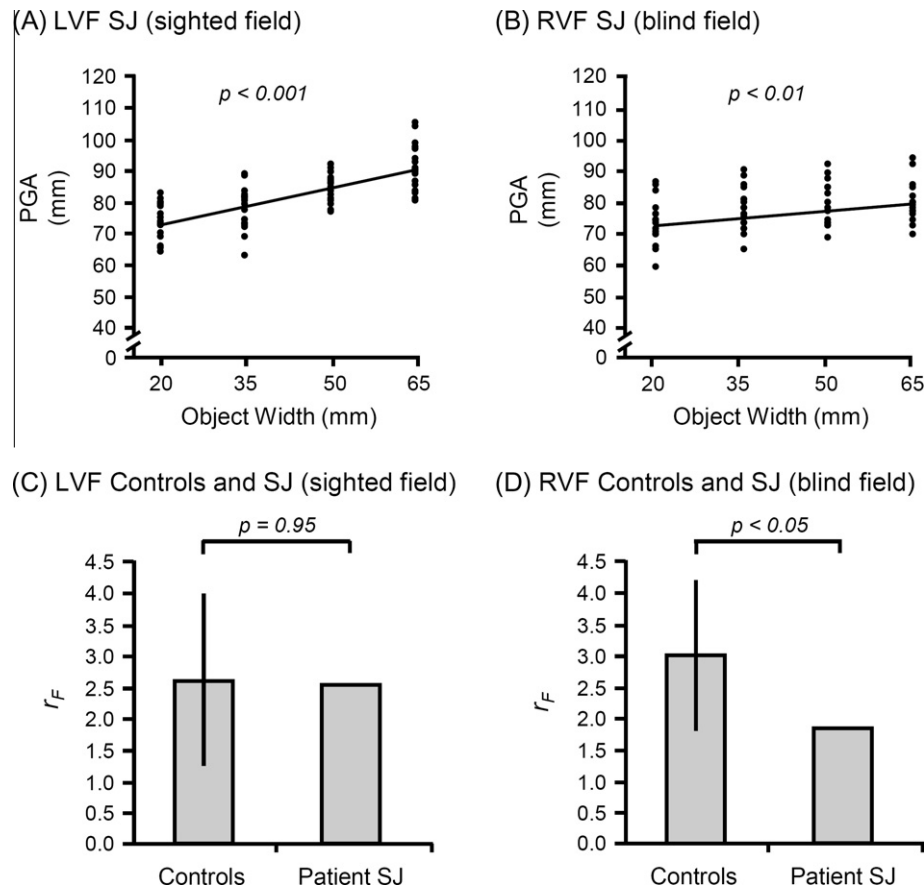 (A) LVF SJ (sighted field)
p < 0.001
120
110
100
90
80
70
60
50
40
0
PGA
(mm)
20 35 50 65
Object Width (mm)
(B) RVF SJ (blind field)
p < 0.01
120
110
100
90
80
70
60
50
40
0
PGA
(mm)
20 35 50 65
Object Width (mm)
(C) LVF Controls and SJ (sighted field)
p = 0.95
4.5
4.0
3.5
3.0
2.5
2.0
1.5
1.0
0.5
0.0
rF
Controls Patient SJ
(D) RVF Controls and SJ (blind field)
p < 0.05
4.5
4.0
3.5
3.0
2.5
2.0
1.5
1.0
0.5
0.0
rF
Controls Patient SJ